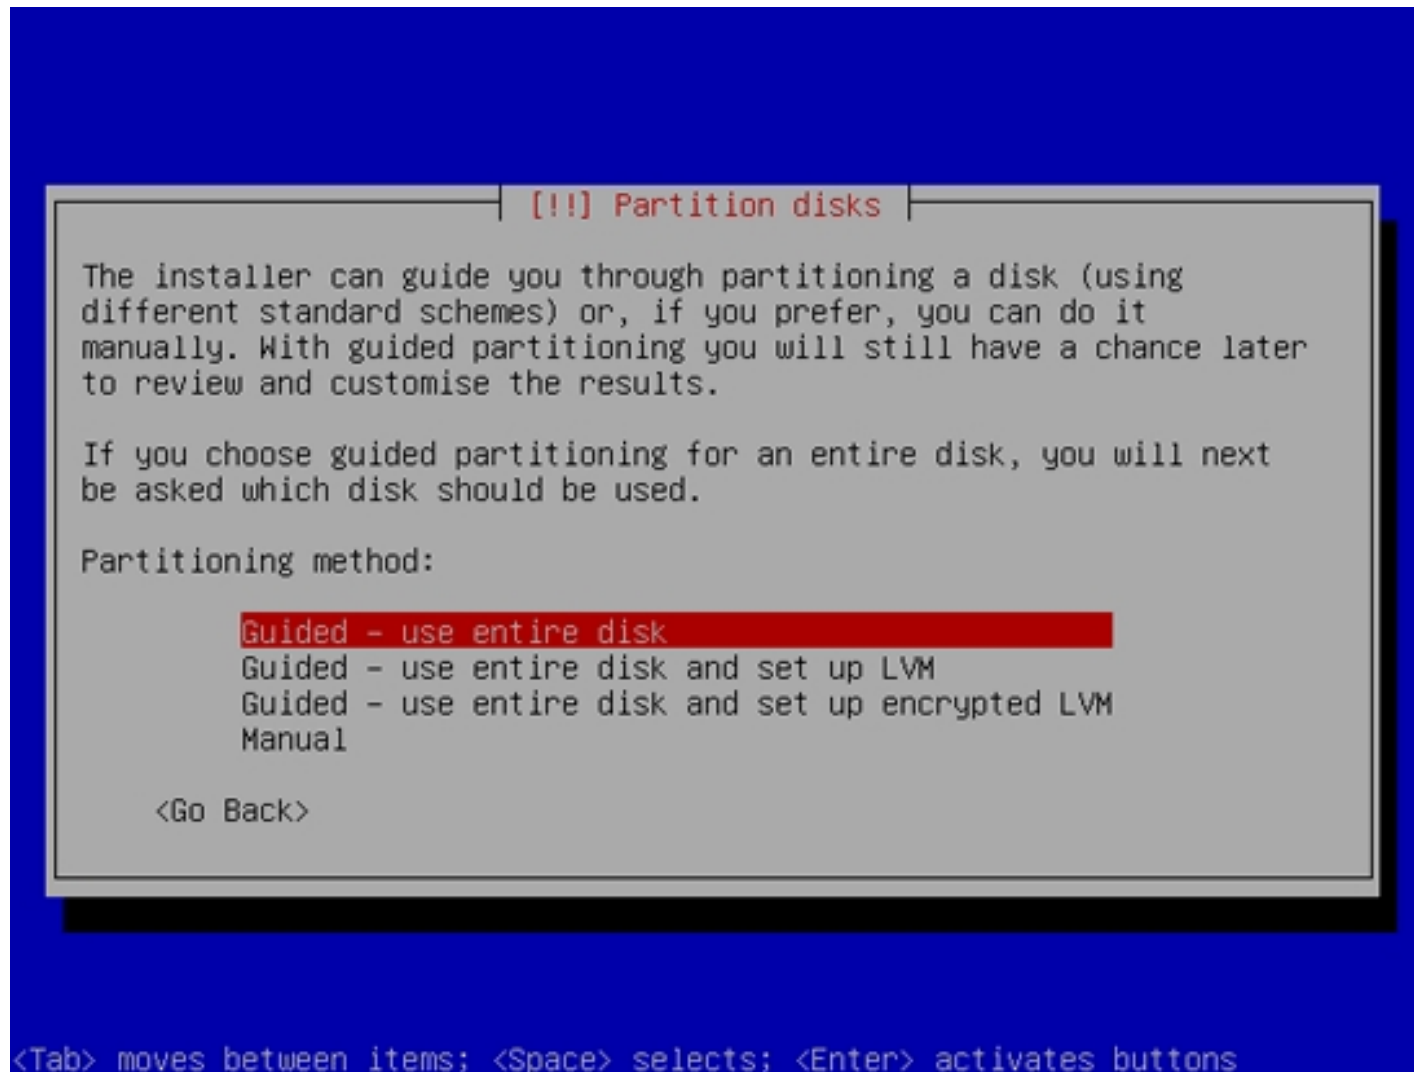 [!!] Partition disks
The installer can guide you through partitioning a disk (using
different standard schemes) or, if you prefer, you can do it
manually. With guided partitioning you will still have a chance later
to review and customise the results.
If you choose guided partitioning for an entire disk, you will next
be asked which disk should be used.
Partitioning method:
Guided - use entire disk
Guided - use entire disk and set up LVM
Guided - use entire disk and set up encrypted LVM
Manual
<Go Back>
<Tab> moves between items; <Space> selects; <Enter> activates buttons